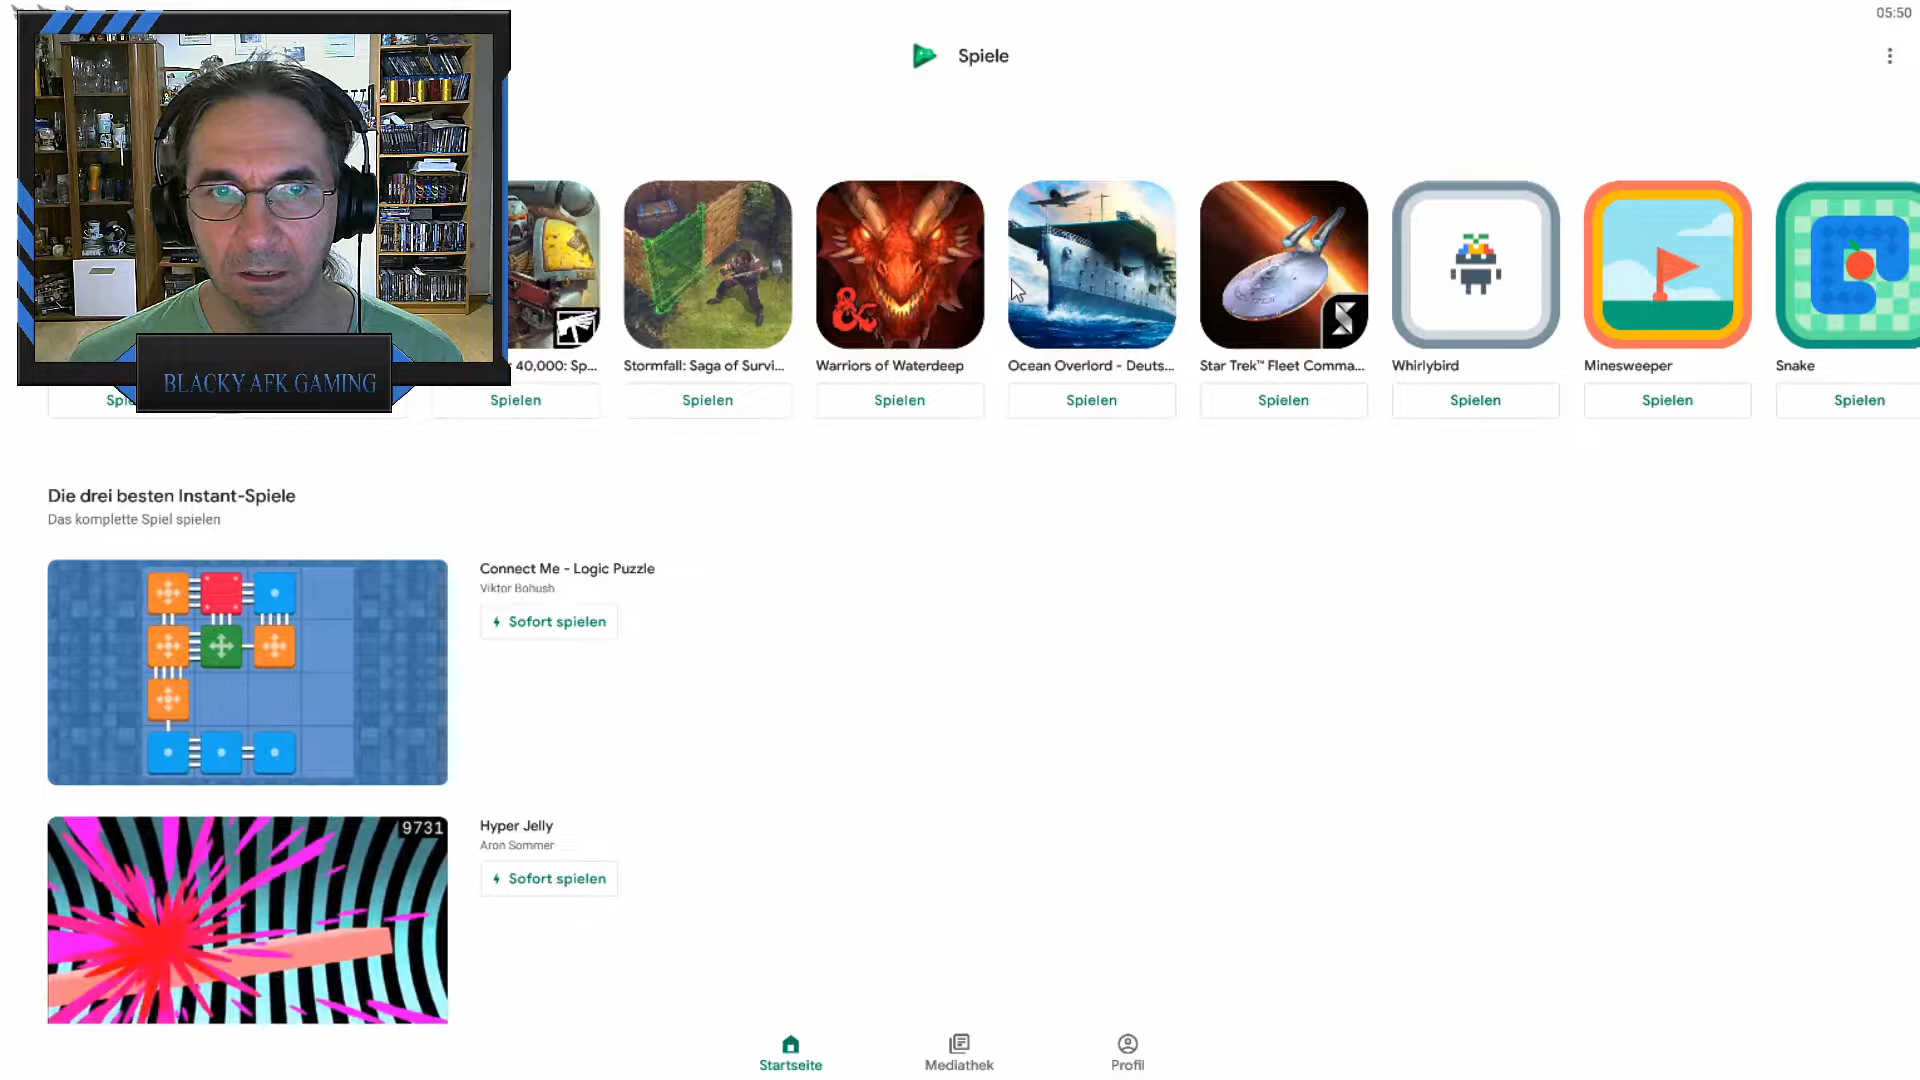 05:50
Spiele
r 40,000: Sp...
Stormfall: Saga of Survi...
Warriors of Waterdeep
Ocean Overlord - Deuts...
Star Trek™ Fleet Comma...
Whirlybird
Minesweeper
Snake
BLACKY AFK GAMING
Spielen
Spielen
Spielen
Spielen
Spielen
Spielen
Spielen
Spielen
Die drei besten Instant-Spiele
Das komplette Spiel spielen
Connect Me - Logic Puzzle
Viktor Bohush
Sofort spielen
9731
Hyper Jelly
Aron Sommer
Sofort spielen
Startseite
Mediathek
Profil